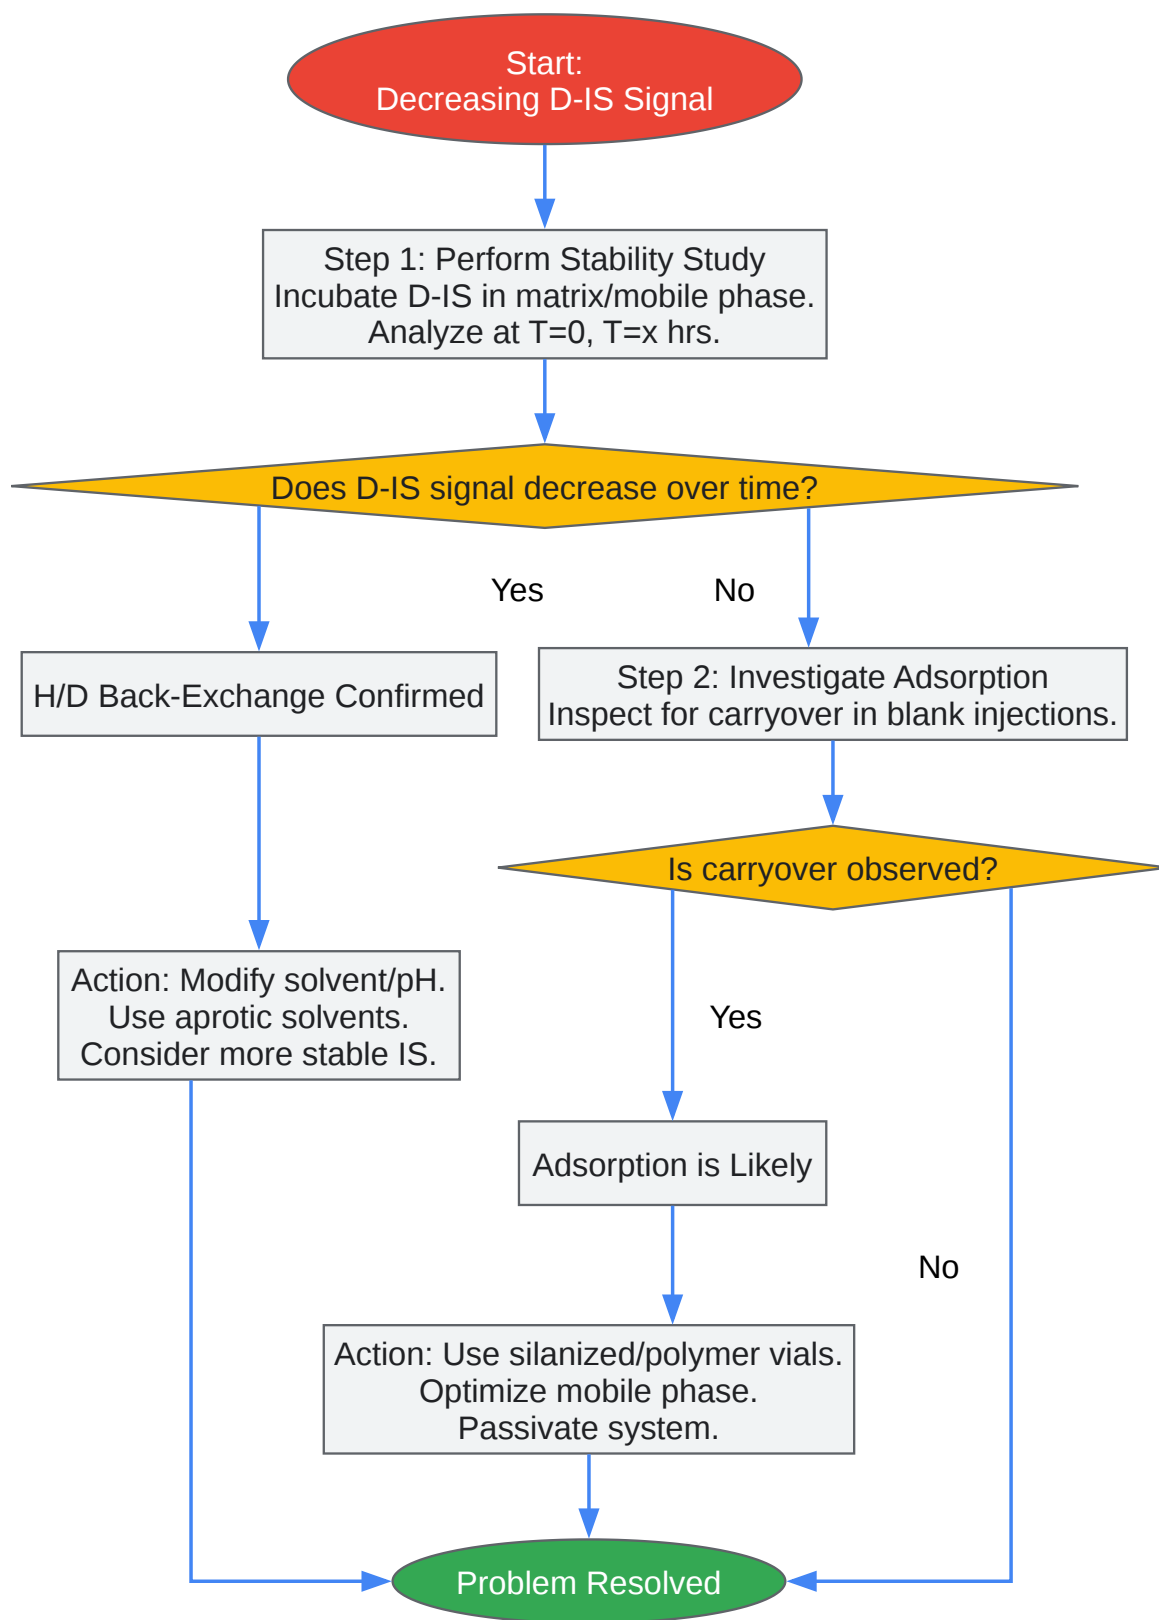 Start:
Decreasing D-IS Signal
Step 1: Perform Stability Study
Incubate D-IS in matrix/mobile phase.
Analyze at T=0, T=x hrs.
Does D-IS signal decrease over time?
Yes
No
H/D Back-Exchange Confirmed
Step 2: Investigate Adsorption
Inspect for carryover in blank injections.
Is carryover observed?
Action: Modify solvent/pH.
Use aprotic solvents.
Consider more stable IS.
Yes
Adsorption is Likely
No
Action: Use silanized/polymer vials.
Optimize mobile phase.
Passivate system.
Problem Resolved